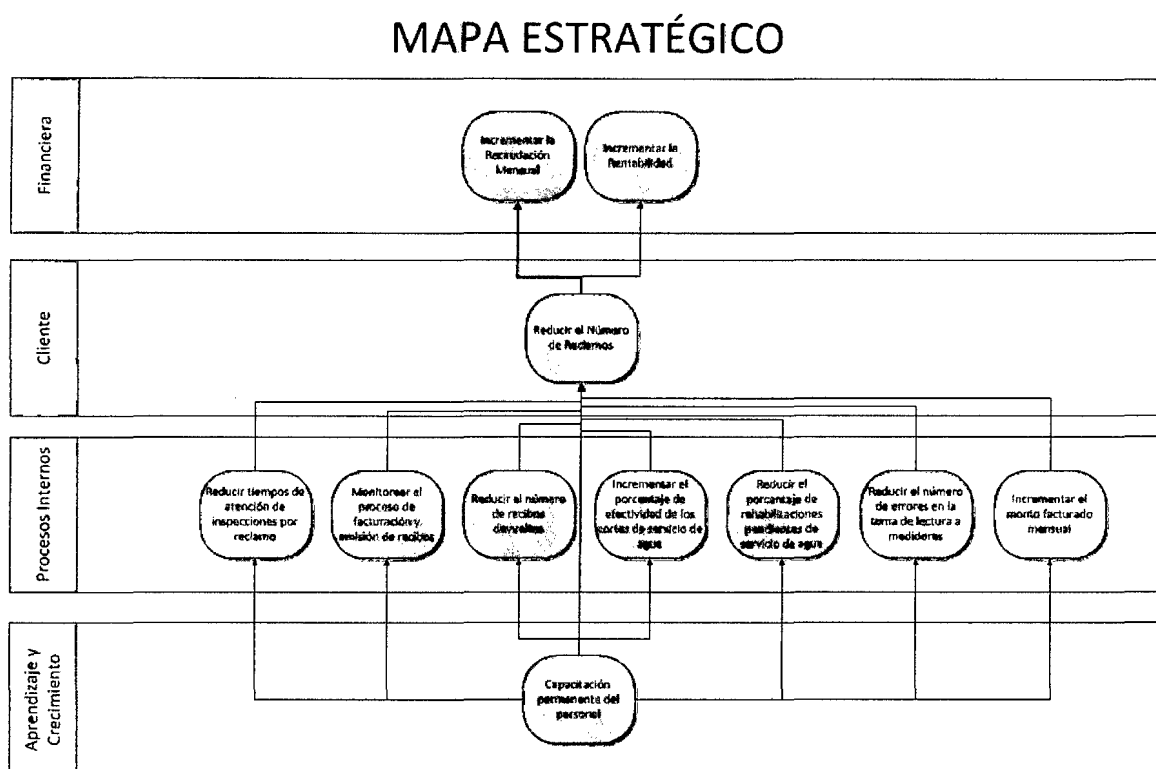 MAPA ESTRATÉGICO
Financiera
Incrementar la
Recaudación
Mensual
Incrementar la
Rentabilidad
Cliente
Reducir el Número
de Reclamos
Procesos Internos
Reducir tiempos de
atención de
inspecciones por
reclamo
Monitorear el
proceso de
facturación y
emisión de recibos
Reducir el número
de recibos
devueltos
Incrementar el
porcentaje de
efectividad de los
cortes de servicio de
agua
Reducir el
porcentaje de
rehabilitaciones
pendientes de
servicio de agua
Reducir el número
de errores en la
toma de lectura a
medidores
Incrementar el
monto facturado
mensual
Aprendizaje y
Crecimiento
Capacitación
permanente del
personal